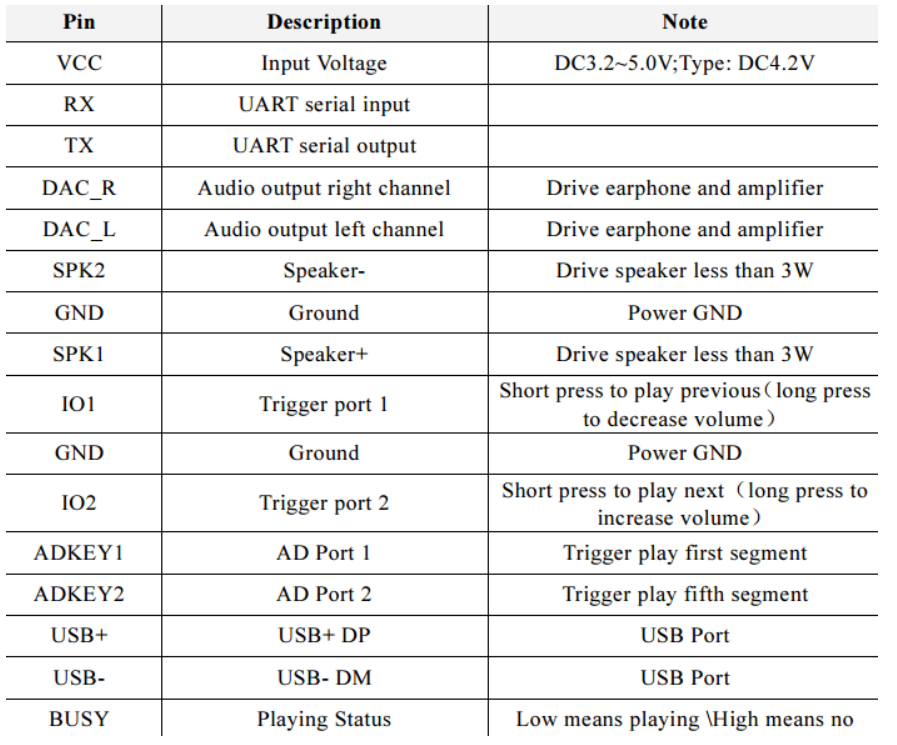 Pin Description Note
VCC Input Voltage DC3.2~5.0V;Type: DC4.2V
RX UART serial input
TX UART serial output
DAC_R Audio output right channel Drive earphone and amplifier
DAC_L Audio output left channel Drive earphone and amplifier
SPK2 Speaker- Drive speaker less than 3W
GND Ground Power GND
SPK1 Speaker+ Drive speaker less than 3W
IO1 Trigger port 1 Short press to play previous（long press
to decrease volume）
GND Ground Power GND
IO2 Trigger port 2 Short press to play next（long press to
increase volume）
ADKEY1 AD Port 1 Trigger play first segment
ADKEY2 AD Port 2 Trigger play fifth segment
USB+ USB+ DP USB Port
USB- USB- DM USB Port
BUSY Playing Status Low means playing \High means no